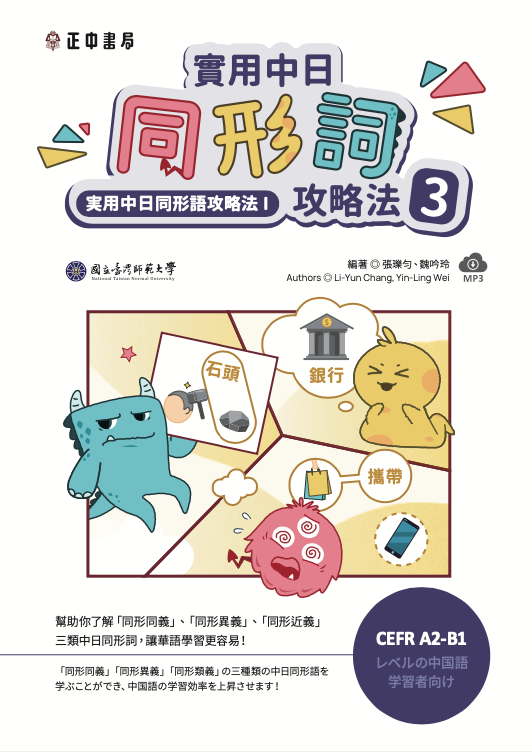 正中書局
實用中日
同形詞
實用中日同形語攻略法 I
攻略法 3
國立臺灣師範大學
National Taiwan Normal University
編著 ◎ 張瓅勻、魏吟玲
Authors ◎ Li-Yun Chang, Yin-Ling Wei
MP3
石頭
$
銀行
攜帶
幫助你了解「同形同義」、「同形異義」、「同形近義」
三類中日同形詞，讓華語學習更容易！
「同形同義」「同形異義」「同形類義」の三種類の中日同形語を
学ぶことができ、中国語の学習効率を上昇させます！
CEFR A2-B1
レベルの中国語
学習者向け